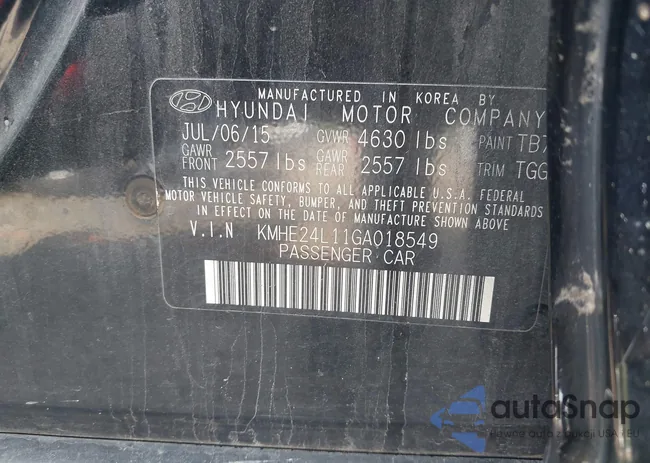 MANUFACTURED IN KOREA BY
HYUNDAI MOTOR COMPANY
JUL/06/15 GVWR 4630 lbs PAINT TB7
GAWR FRONT 2557 lbs GAWR REAR 2557 lbs TRIM TGG
THIS VEHICLE CONFORMS TO ALL APPLICABLE U.S.A. FEDERAL
MOTOR VEHICLE SAFETY, BUMPER, AND THEFT PREVENTION STANDARDS
IN EFFECT ON THE DATE OF MANUFACTURE SHOWN ABOVE
V.I.N KMHE24L11GA018549
PASSENGER CAR
autoSnap